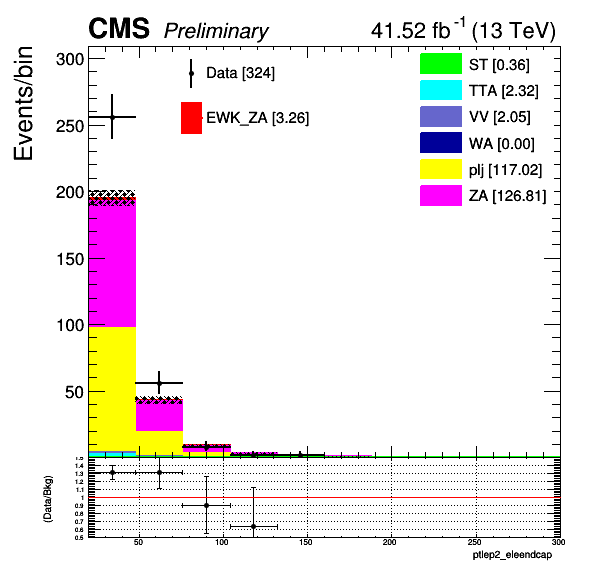 CMS Preliminary 41.52 fb⁻¹ (13 TeV)
Events/bin
300
250
200
150
100
50
Data [324]
EWK_ZA [3.26]
ST [0.36]
TTA [2.32]
VV [2.05]
WA [0.00]
plj [117.02]
ZA [126.81]
(Data/Bkg)
1.5
1.4
1.3
1.2
1.1
1
0.9
0.8
0.7
0.6
0.5
50 100 150 200 250 300
ptlep2_eleendcap